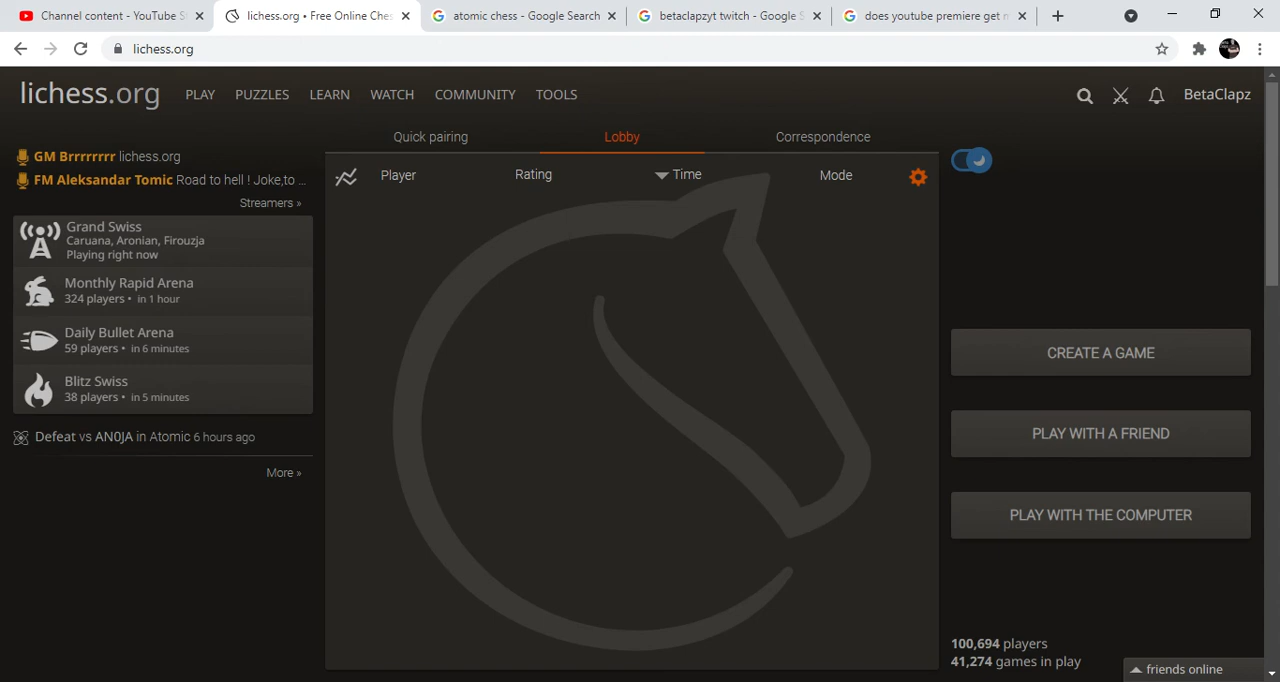 Channel content - YouTube S
lichess.org • Free Online Ches
atomic chess - Google Search
betaclapzyt twitch - Google S
does youtube premiere get m
lichess.org
lichess.org
PLAY
PUZZLES
LEARN
WATCH
COMMUNITY
TOOLS
BetaClapz
Quick pairing
Lobby
Correspondence
GM Brrrrrrrr lichess.org
FM Aleksandar Tomic Road to hell ! Joke,to ...
Streamers »
Grand Swiss
Caruana, Aronian, Firouzja
Playing right now
Monthly Rapid Arena
324 players • in 1 hour
Daily Bullet Arena
59 players • in 6 minutes
Blitz Swiss
38 players • in 5 minutes
Defeat vs AN0JA in Atomic 6 hours ago
More »
Player
Rating
Time
Mode
CREATE A GAME
PLAY WITH A FRIEND
PLAY WITH THE COMPUTER
100,694 players
41,274 games in play
friends online